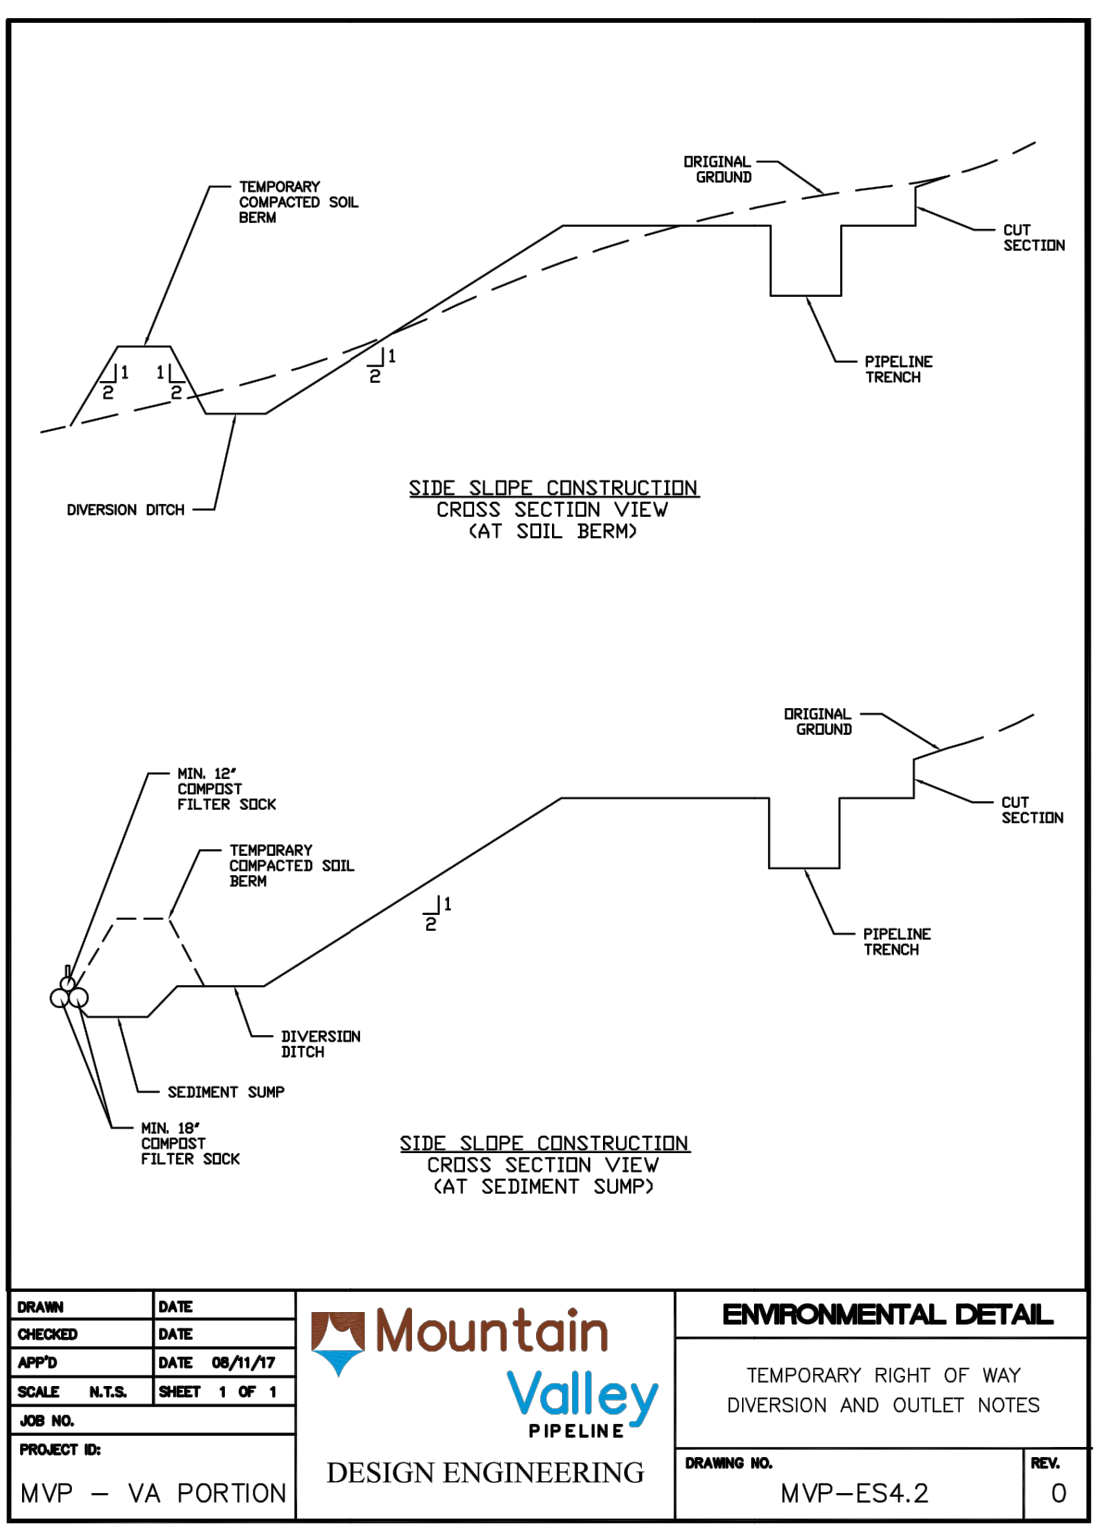 ORIGINAL
GROUND
TEMPORARY
COMPACTED SOIL
BERM
CUT
SECTION
1
2
1
2
1
2
PIPELINE
TRENCH
DIVERSION DITCH
SIDE SLOPE CONSTRUCTION
CROSS SECTION VIEW
(AT SOIL BERM)
ORIGINAL
GROUND
MIN. 12"
COMPOST
FILTER SOCK
CUT
SECTION
TEMPORARY
COMPACTED SOIL
BERM
1
2
PIPELINE
TRENCH
DIVERSION
DITCH
SEDIMENT SUMP
MIN. 18"
COMPOST
FILTER SOCK
SIDE SLOPE CONSTRUCTION
CROSS SECTION VIEW
(AT SEDIMENT SUMP)
DRAWN DATE
CHECKED DATE
APP'D DATE 08/11/17
SCALE N.T.S. SHEET 1 OF 1
JOB NO.
PROJECT ID:
MVP - VA PORTION
Mountain
Valley
PIPELINE
DESIGN ENGINEERING
ENVIRONMENTAL DETAIL
TEMPORARY RIGHT OF WAY
DIVERSION AND OUTLET NOTES
DRAWING NO.
MVP-ES4.2
REV.
0